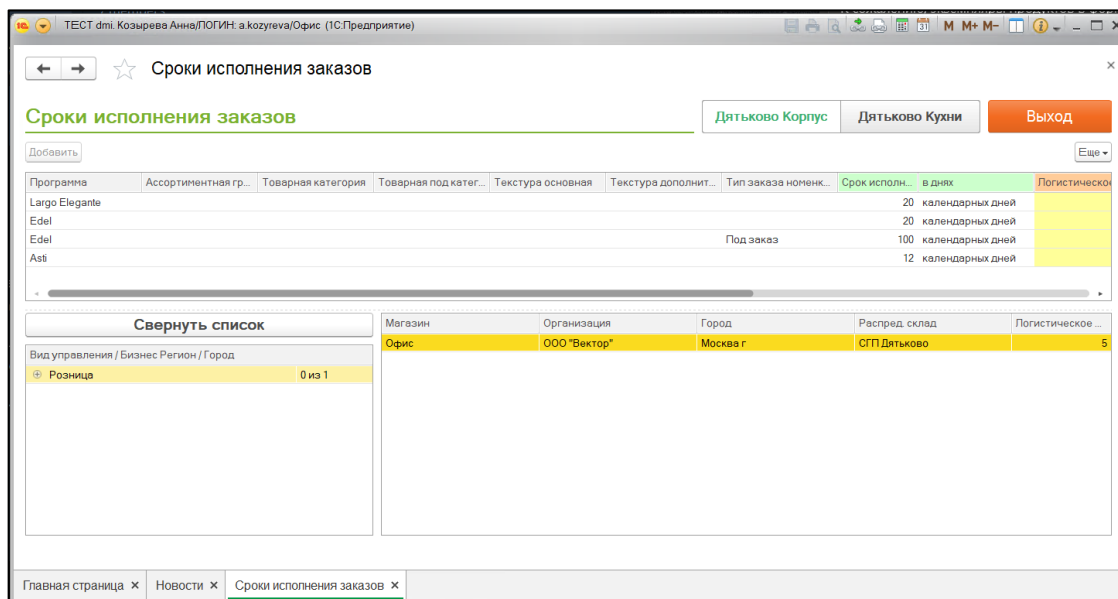 ТЕСТ dmi. Козырева Анна/ЛОГИН: a.kozyreva/Офис (1С:Предприятие)
M M+ M-
Сроки исполнения заказов
Сроки исполнения заказов
Дятьково Корпус Дятьково Кухни Выход
Добавить Еще
Программа Ассортиментная гр... Товарная категория Товарная под катег... Текстура основная Текстура дополнит... Тип заказа номенк... Срок исполн... в днях Логистическое
Largo Elegante 20 календарных дней
Edel 20 календарных дней
Edel Под заказ 100 календарных дней
Asti 12 календарных дней
Свернуть список
Вид управления / Бизнес Регион / Город
Розница 0 из 1
Магазин Организация Город Распред. склад Логистическое ...
Офис ООО "Вектор" Москва г СГП Дятьково 5
Главная страница × Новости × Сроки исполнения заказов ×